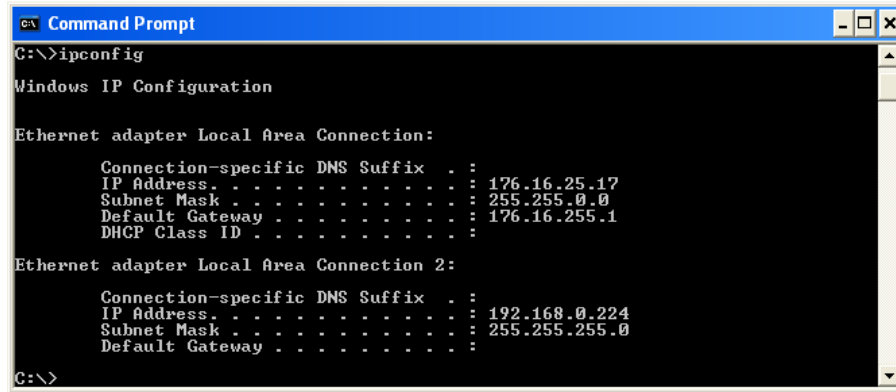 Command Prompt
C:\>ipconfig
Windows IP Configuration
Ethernet adapter Local Area Connection:
Connection-specific DNS Suffix  . :
IP Address. . . . . . . . . . . . : 176.16.25.17
Subnet Mask . . . . . . . . . . . : 255.255.0.0
Default Gateway . . . . . . . . . : 176.16.255.1
DHCP Class ID . . . . . . . . . . :
Ethernet adapter Local Area Connection 2:
Connection-specific DNS Suffix  . :
IP Address. . . . . . . . . . . . : 192.168.0.224
Subnet Mask . . . . . . . . . . . : 255.255.255.0
Default Gateway . . . . . . . . . :
C:\>